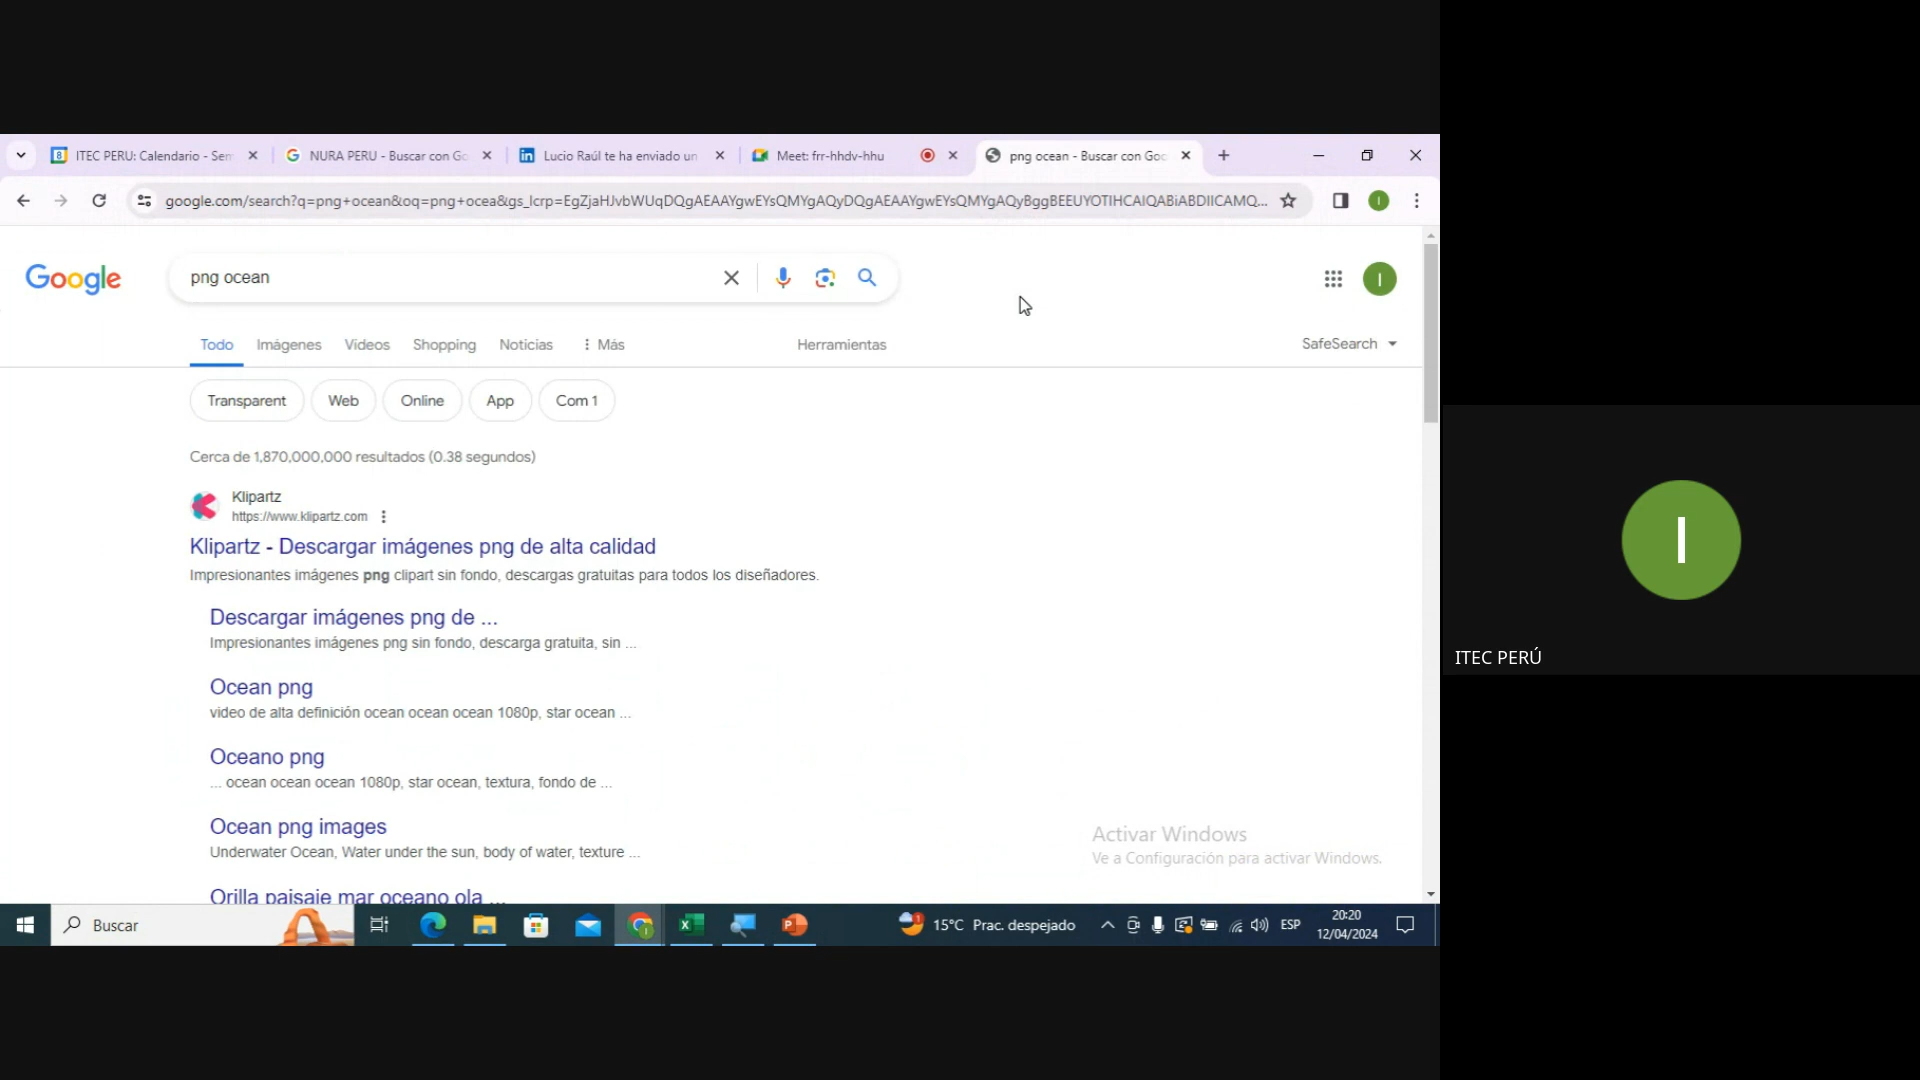 ITEC PERU: Calendario - Sem
NURA PERU - Buscar con Go
Lucio Raúl te ha enviado un
Meet: frr-hhdv-hhu
png ocean - Buscar con Goo
google.com/search?q=png+ocean&oq=png+ocea&gs_lcrp=EgZjaHJvbWUqDQgAEAAYgwEYsQMYgAQyDQgAEAAYgwEYsQMYgAQyBggBEEUYOTIHCAIQABiABDIICAMQ...
I
Google
png ocean
I
Todo
Imágenes
Videos
Shopping
Noticias
Más
Herramientas
SafeSearch
Transparent
Web
Online
App
Com 1
Cerca de 1,870,000,000 resultados (0.38 segundos)
Klipartz
https://www.klipartz.com
Klipartz - Descargar imágenes png de alta calidad
Impresionantes imágenes png clipart sin fondo, descargas gratuitas para todos los diseñadores.
Descargar imágenes png de ...
Impresionantes imágenes png sin fondo, descarga gratuita, sin ...
Ocean png
video de alta definición ocean ocean ocean 1080p, star ocean ...
Oceano png
... ocean ocean ocean 1080p, star ocean, textura, fondo de ...
Ocean png images
Underwater Ocean, Water under the sun, body of water, texture ...
Orilla paisaje mar oceano ola ...
Activar Windows
Ve a Configuración para activar Windows.
Buscar
15°C Prac. despejado
ESP
20:20
12/04/2024
I
ITEC PERÚ